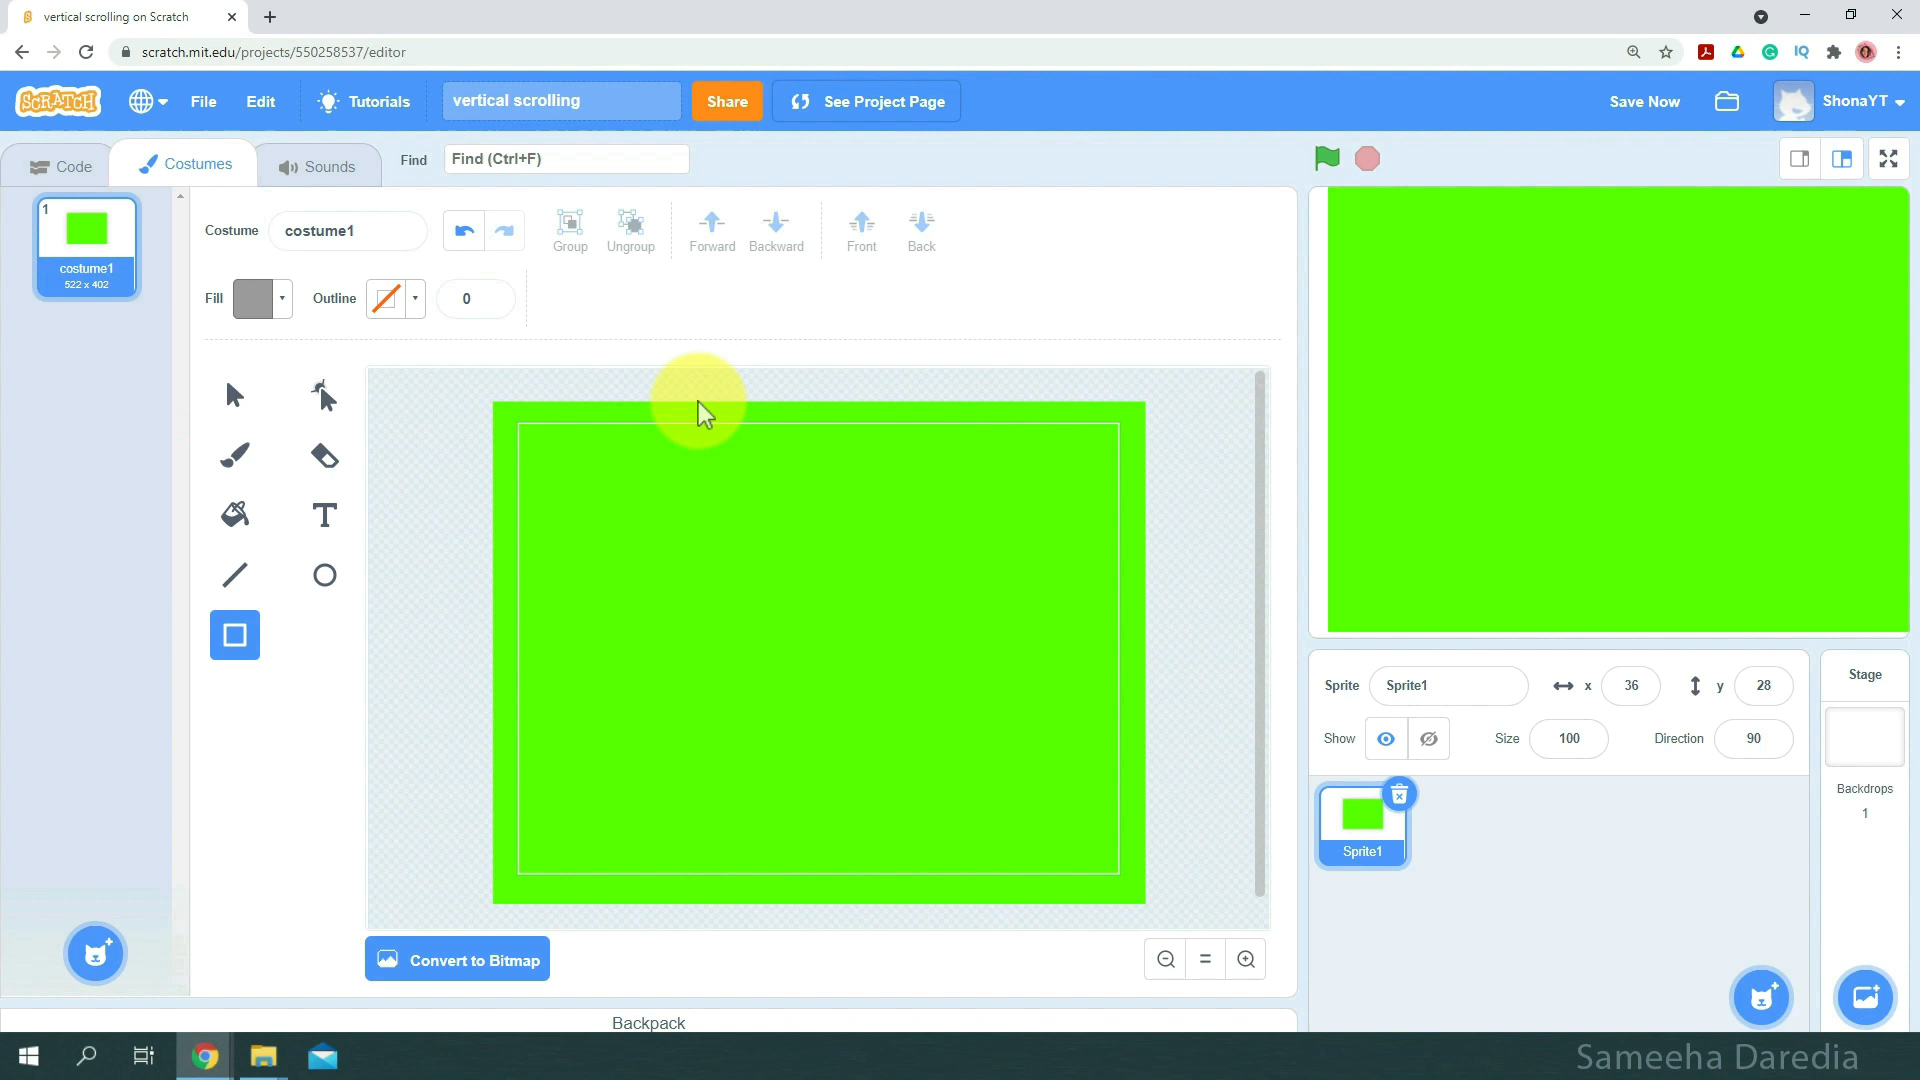 vertical scrolling on Scratch
scratch.mit.edu/projects/550258537/editor
SCRATCH
File
Edit
Tutorials
vertical scrolling
Share
See Project Page
Save Now
ShonaYT
Code
Costumes
Sounds
Find
Find (Ctrl+F)
1
costume1
522 x 402
Costume
costume1
Group
Ungroup
Forward
Backward
Front
Back
Fill
Outline
0
T
Convert to Bitmap
Backpack
Sprite
Sprite1
x
36
y
28
Show
Size
100
Direction
90
Sprite1
Stage
Backdrops
1
IQ
Sameeha Daredia